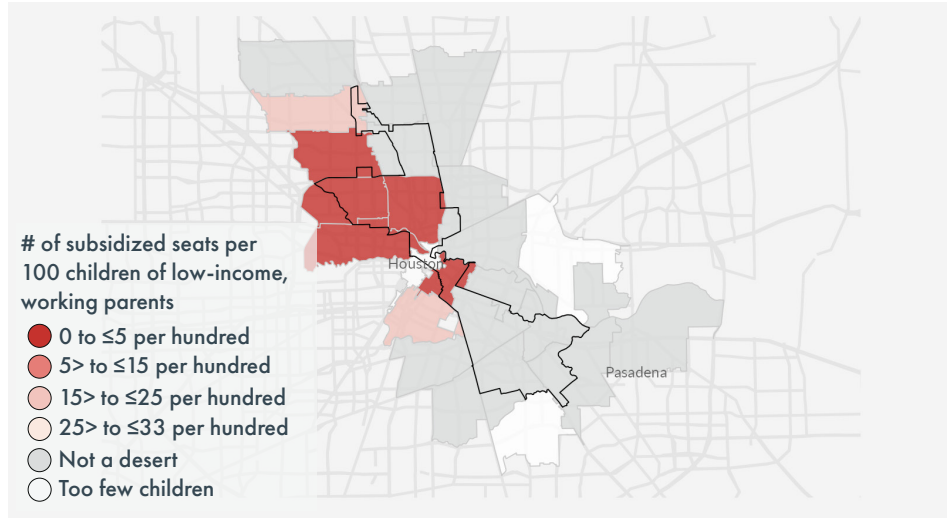 # of subsidized seats per
100 children of low-income,
working parents
0 to ≤5 per hundred
5> to ≤15 per hundred
15> to ≤25 per hundred
25> to ≤33 per hundred
Not a desert
Too few children
Houston
Pasadena